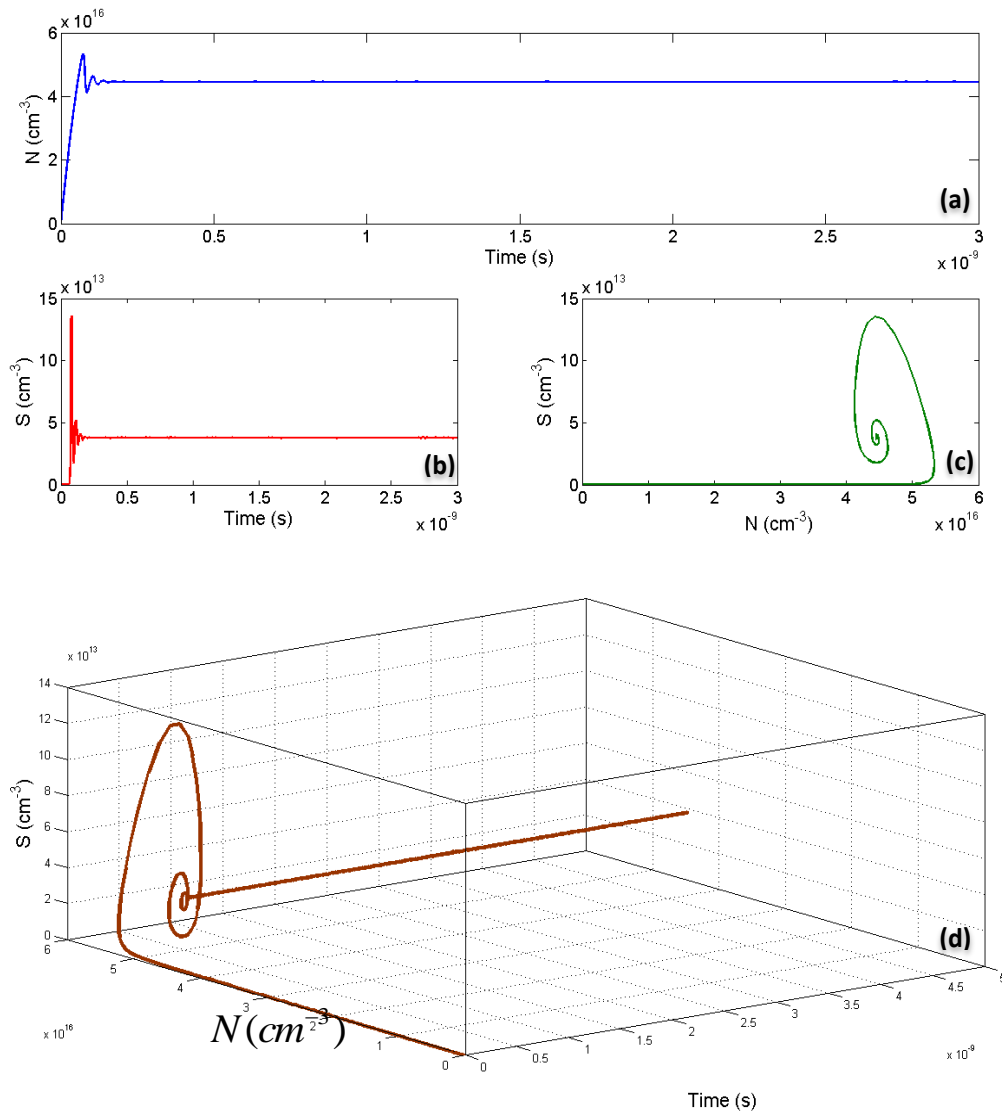 x 10^16
6
4
2
0
N (cm^-3)
0 0.5 1 1.5 2 2.5 3
Time (s)
x 10^-9
(a)
x 10^13
15
10
5
0
S (cm^-3)
0 0.5 1 1.5 2 2.5 3
Time (s)
x 10^-9
(b)
x 10^13
15
10
5
0
S (cm^-3)
0 1 2 3 4 5 6
N (cm^-3)
x 10^16
(c)
x 10^13
14
12
10
8
6
4
2
0
S (cm^-3)
6
5
4
3
2
1
0
x 10^16
N(cm^-3)
0
0.5
1
1.5
2
2.5
3
3.5
4
4.5
x 10^-9
Time (s)
(d)